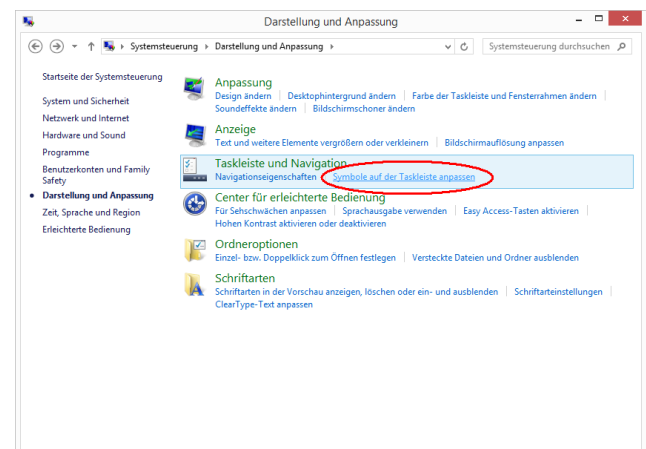 Darstellung und Anpassung
Systemsteuerung Darstellung und Anpassung Systemsteuerung durchsuchen
Startseite der Systemsteuerung
System und Sicherheit
Netzwerk und Internet
Hardware und Sound
Programme
Benutzerkonten und Family
Safety
Darstellung und Anpassung
Zeit, Sprache und Region
Erleichterte Bedienung
Anpassung
Design ändern Desktophintergrund ändern Farbe der Taskleiste und Fensterrahmen ändern
Soundeffekte ändern Bildschirmschoner ändern
Anzeige
Text und weitere Elemente vergrößern oder verkleinern Bildschirmauflösung anpassen
Taskleiste und Navigation
Navigationseigenschaften Symbole auf der Taskleiste anpassen
Center für erleichterte Bedienung
Für Sehschwächen anpassen Sprachausgabe verwenden Easy Access-Tasten aktivieren
Hohen Kontrast aktivieren oder deaktivieren
Ordneroptionen
Einzel- bzw. Doppelklick zum Öffnen festlegen Versteckte Dateien und Ordner ausblenden
Schriftarten
Schriftarten in der Vorschau anzeigen, löschen oder ein- und ausblenden Schriftarteinstellungen
ClearType-Text anpassen